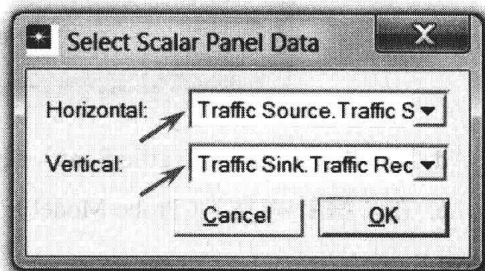 Select Scalar Panel Data
Horizontal: Traffic Source.Traffic S
Vertical: Traffic Sink.Traffic Rec
Cancel OK